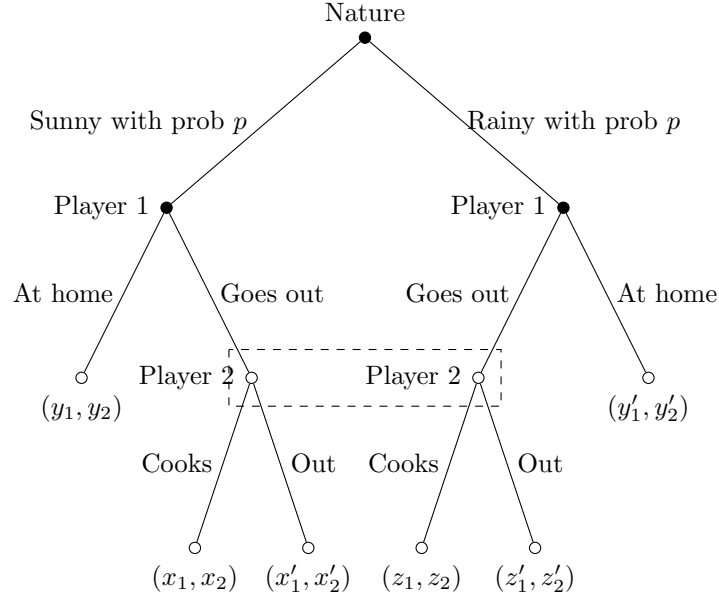 Nature
Sunny with prob p
Rainy with prob p
Player 1
Player 1
At home
Goes out
Goes out
At home
Player 2
Player 2
(y₁, y₂)
(y′₁, y′₂)
Cooks
Out
Cooks
Out
(x₁, x₂)
(x′₁, x′₂)
(z₁, z₂)
(z′₁, z′₂)